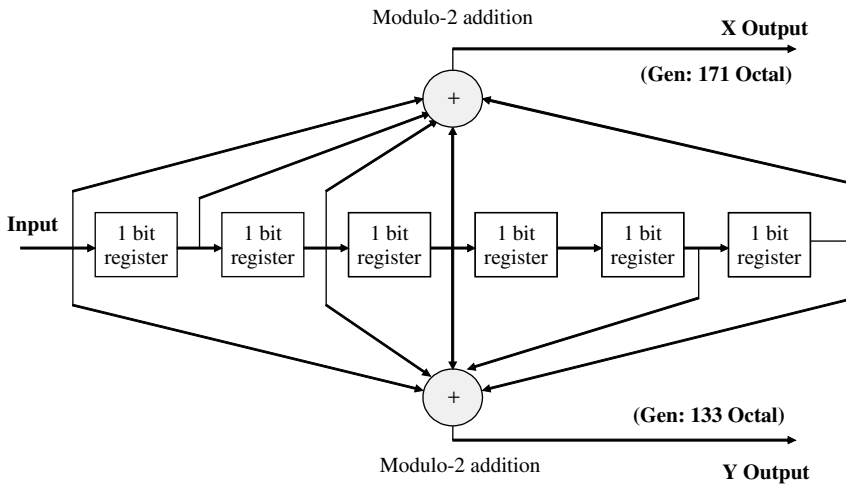 Modulo-2 addition
X Output
(Gen: 171 Octal)
+
Input
1 bit
register
1 bit
register
1 bit
register
1 bit
register
1 bit
register
1 bit
register
+
(Gen: 133 Octal)
Modulo-2 addition
Y Output